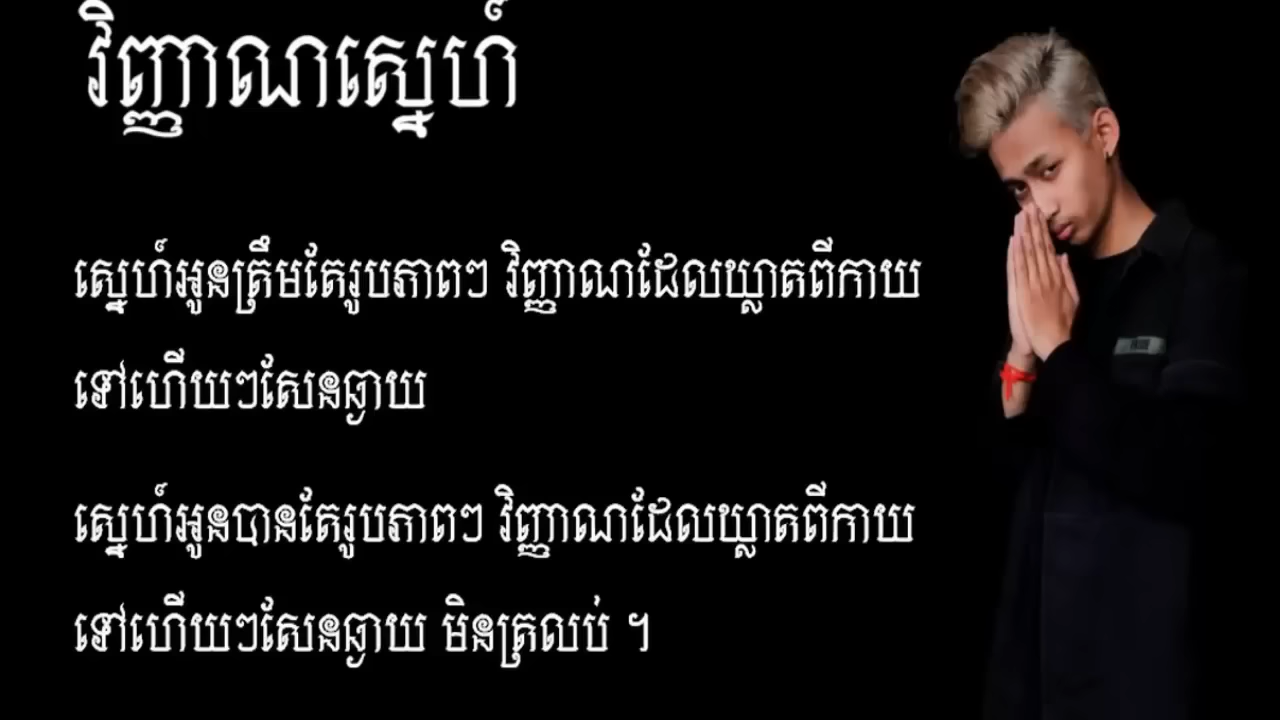 វិញ្ញាណស្នេហ៍
ស្នេហ៍អូនត្រឹមតែរូបភាពៗ វិញ្ញាណដែលឃ្លាតពីកាយ
ទៅហើយៗសែនឆ្ងាយ
ស្នេហ៍អូនបានតែរូបភាពៗ វិញ្ញាណដែលឃ្លាតពីកាយ
ទៅហើយៗសែនឆ្ងាយ មិនត្រលប់ ។